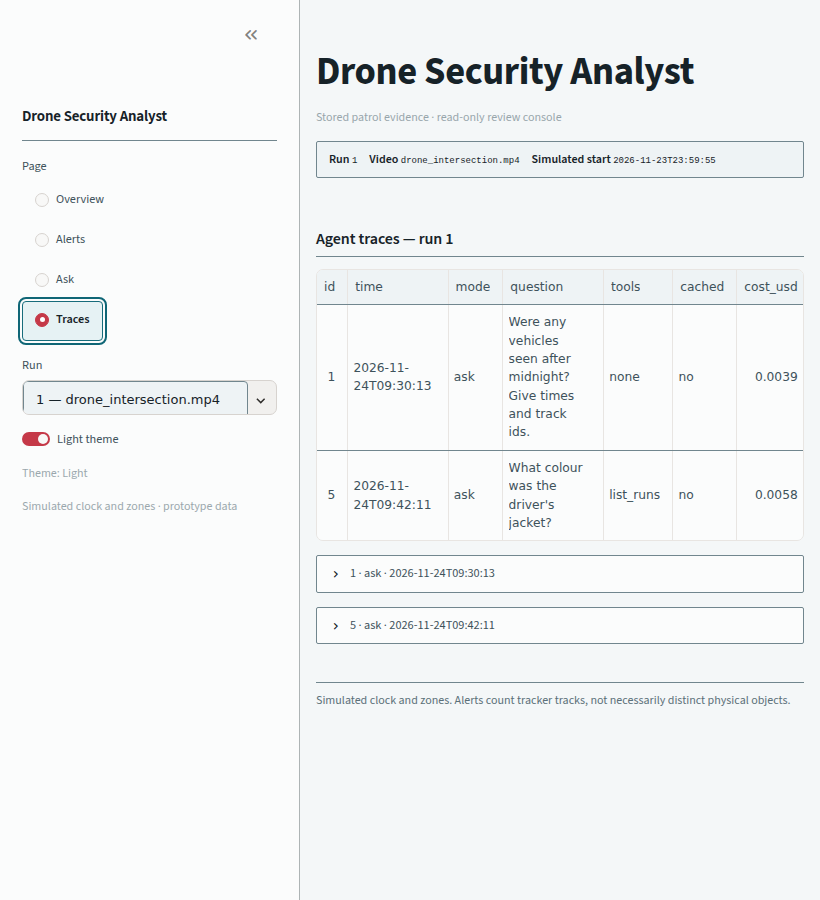 Drone Security Analyst
Page
Overview
Alerts
Ask
Traces
Run
1 — drone_intersection.mp4
Light theme
Theme: Light
Simulated clock and zones · prototype data
Drone Security Analyst
Stored patrol evidence · read-only review console
Run 1 Video drone_intersection.mp4 Simulated start 2026-11-23T23:59:55
Agent traces — run 1
id time mode question tools cached cost_usd
1 2026-11-24T09:30:13 ask Were any vehicles seen after midnight? Give times and track ids. none no 0.0039
5 2026-11-24T09:42:11 ask What colour was the driver's jacket? list_runs no 0.0058
1 · ask · 2026-11-24T09:30:13
5 · ask · 2026-11-24T09:42:11
Simulated clock and zones. Alerts count tracker tracks, not necessarily distinct physical objects.